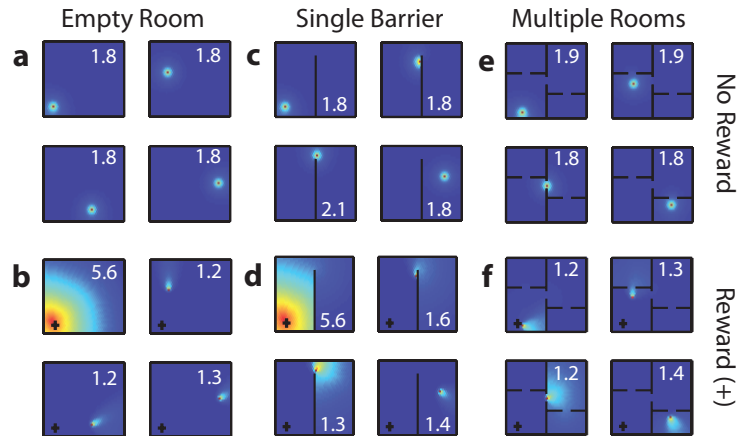 Empty Room
Single Barrier
Multiple Rooms
a
1.8
1.8
1.8
1.8
c
1.8
1.8
2.1
1.8
e
1.9
1.9
1.8
1.8
No Reward
b
5.6
1.2
1.2
1.3
d
5.6
1.6
1.3
1.4
f
1.2
1.3
1.2
1.4
Reward (+)